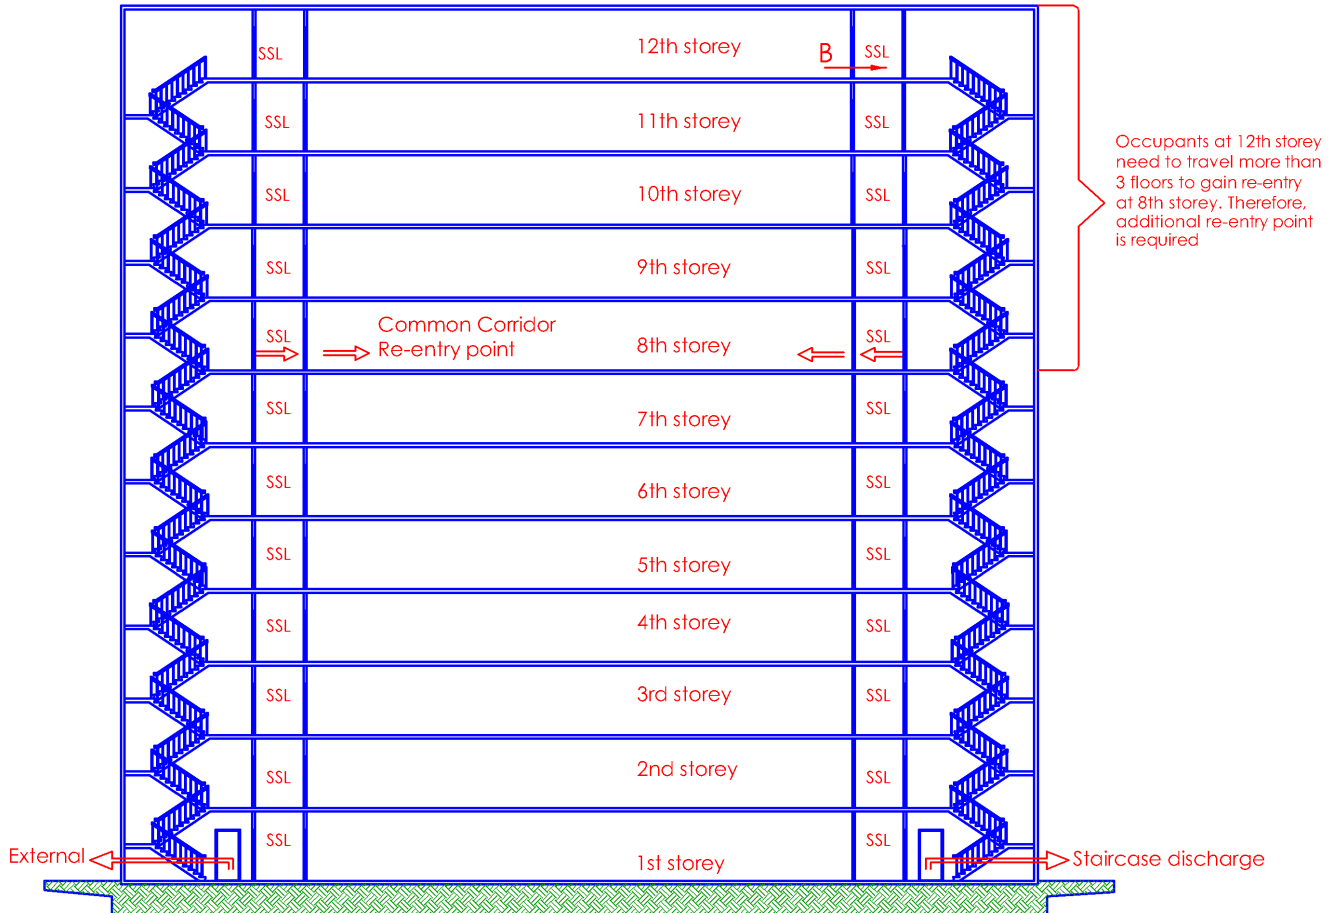 SSL 12th storey B SSL
SSL 11th storey SSL
SSL 10th storey SSL
SSL 9th storey SSL
Occupants at 12th storey
need to travel more than
3 floors to gain re-entry
at 8th storey. Therefore,
additional re-entry point
is required
SSL 8th storey SSL
Common Corridor
Re-entry point
SSL 7th storey SSL
SSL 6th storey SSL
SSL 5th storey SSL
SSL 4th storey SSL
SSL 3rd storey SSL
SSL 2nd storey SSL
SSL 1st storey SSL
External
Staircase discharge